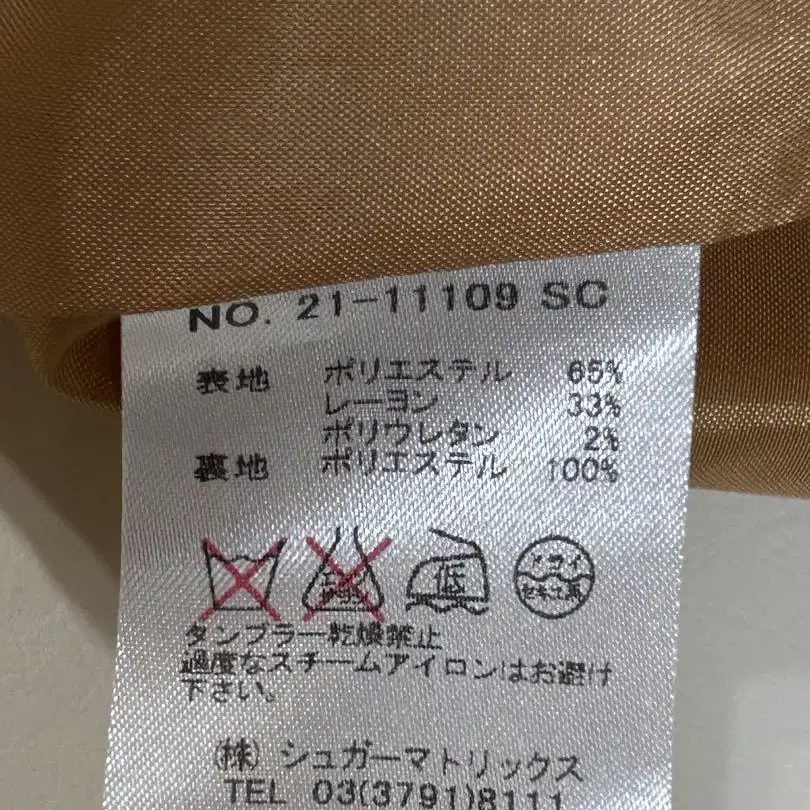 NO. 21-11109 SC
表地 ポリエステル 65%
レーヨン 33%
ポリウレタン 2%
裏地 ポリエステル 100%
低
ドライ
セキユ系
タンブラー乾燥禁止
過度なスチームアイロンはお避け
下さい。
(株) シュガーマトリックス
TEL 03(3791)8111